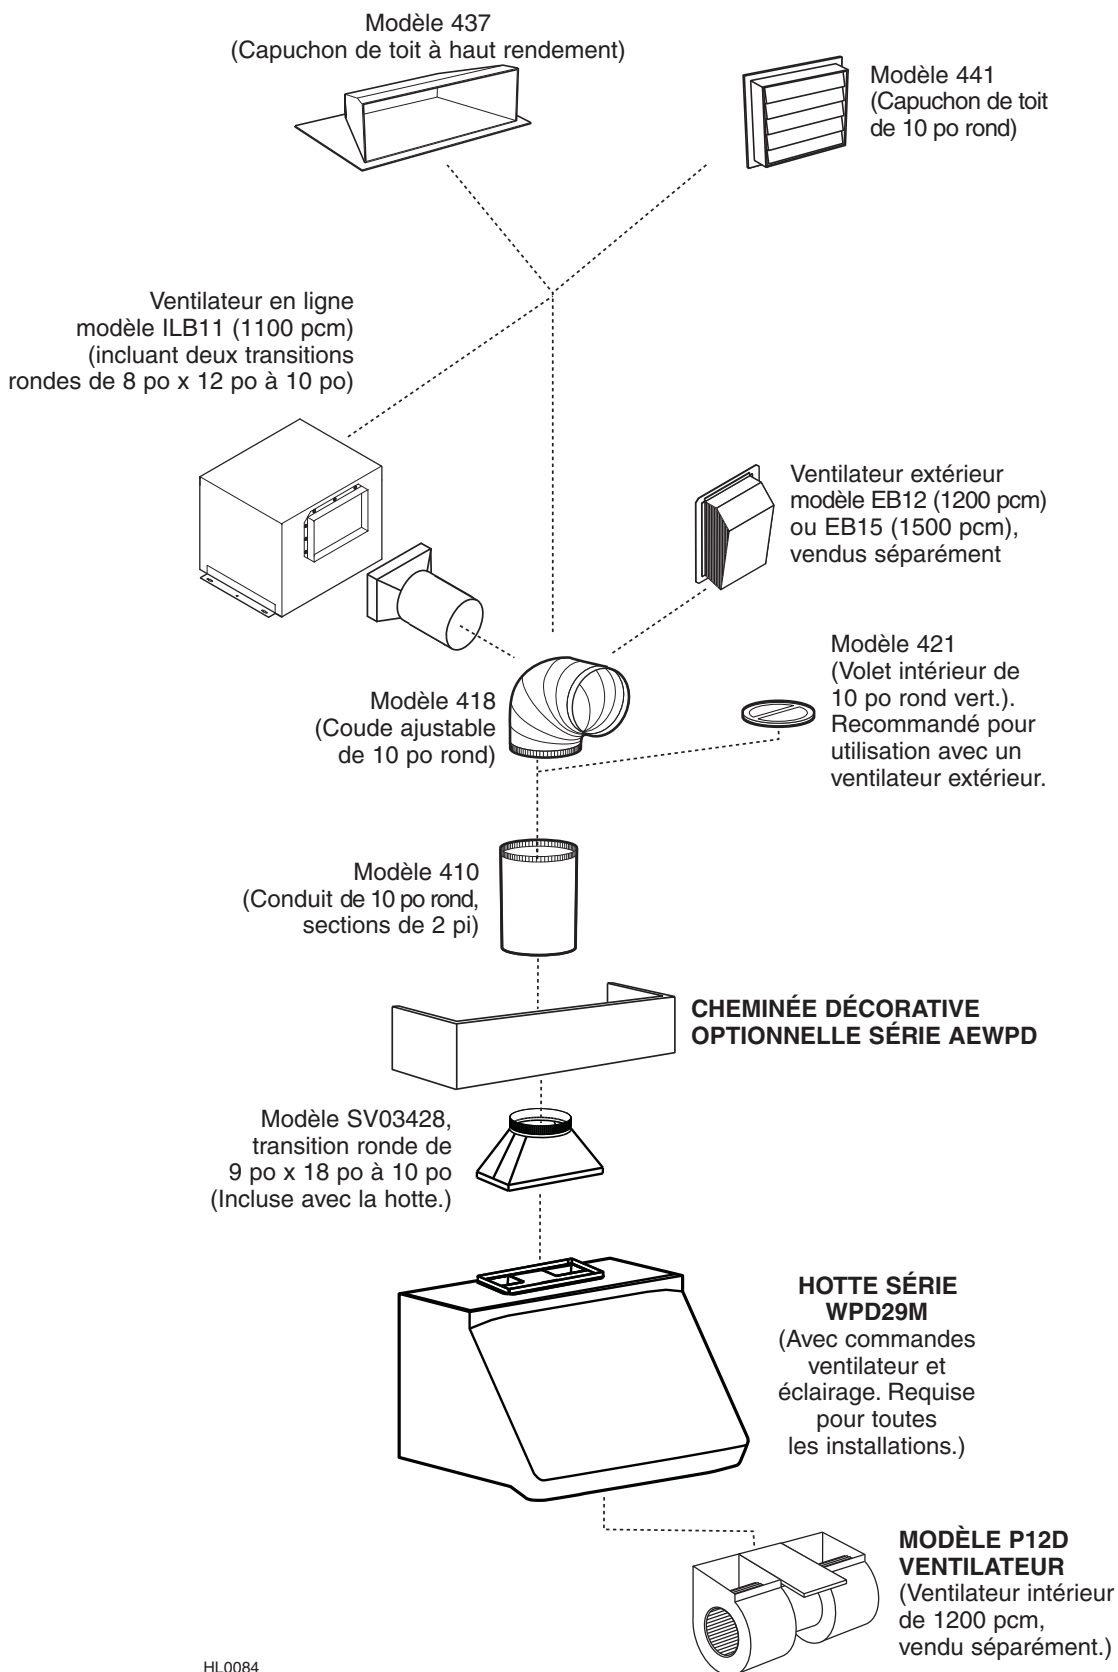 Modèle 437
(Capuchon de toit à haut rendement)
Modèle 441
(Capuchon de toit
de 10 po rond)
Ventilateur en ligne
modèle ILB11 (1100 pcm)
(incluant deux transitions
rondes de 8 po x 12 po à 10 po)
Ventilateur extérieur
modèle EB12 (1200 pcm)
ou EB15 (1500 pcm),
vendus séparément
Modèle 421
(Volet intérieur de
10 po rond vert.).
Recommandé pour
utilisation avec un
ventilateur extérieur.
Modèle 418
(Coude ajustable
de 10 po rond)
Modèle 410
(Conduit de 10 po rond,
sections de 2 pi)
CHEMINÉE DÉCORATIVE
OPTIONNELLE SÉRIE AEWPD
Modèle SV03428,
transition ronde de
9 po x 18 po à 10 po
(Incluse avec la hotte.)
HOTTE SÉRIE
WPD29M
(Avec commandes
ventilateur et
éclairage. Requise
pour toutes
les installations.)
MODÈLE P12D
VENTILATEUR
(Ventilateur intérieur
de 1200 pcm,
vendu séparément.)
HL0084